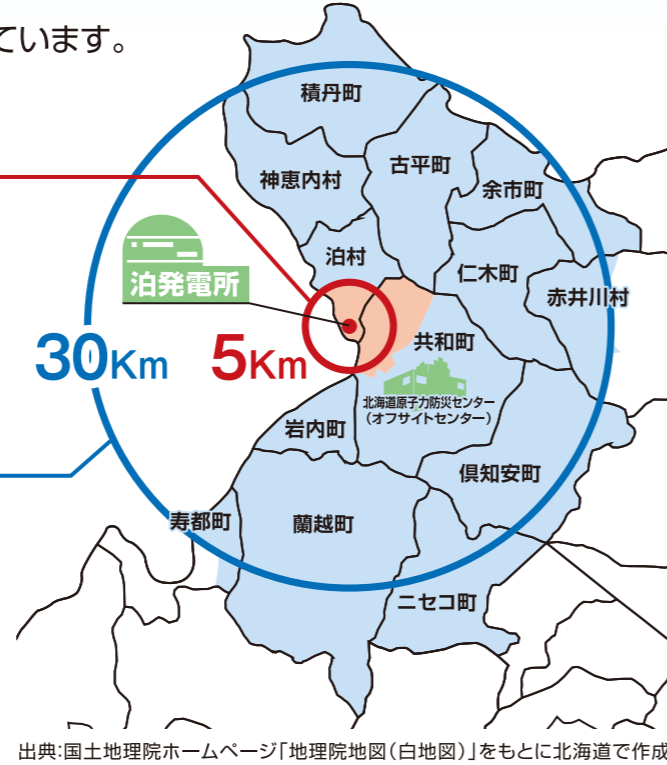 ています。
積丹町
古平町
神恵内村
余市町
泊村
仁木町
泊発電所
赤井川村
30Km
5Km
共和町
北海道原子力防災センター
（オフサイトセンター）
岩内町
倶知安町
寿都町
蘭越町
ニセコ町
出典:国土地理院ホームページ「地理院地図（白地図）」をもとに北海道で作成